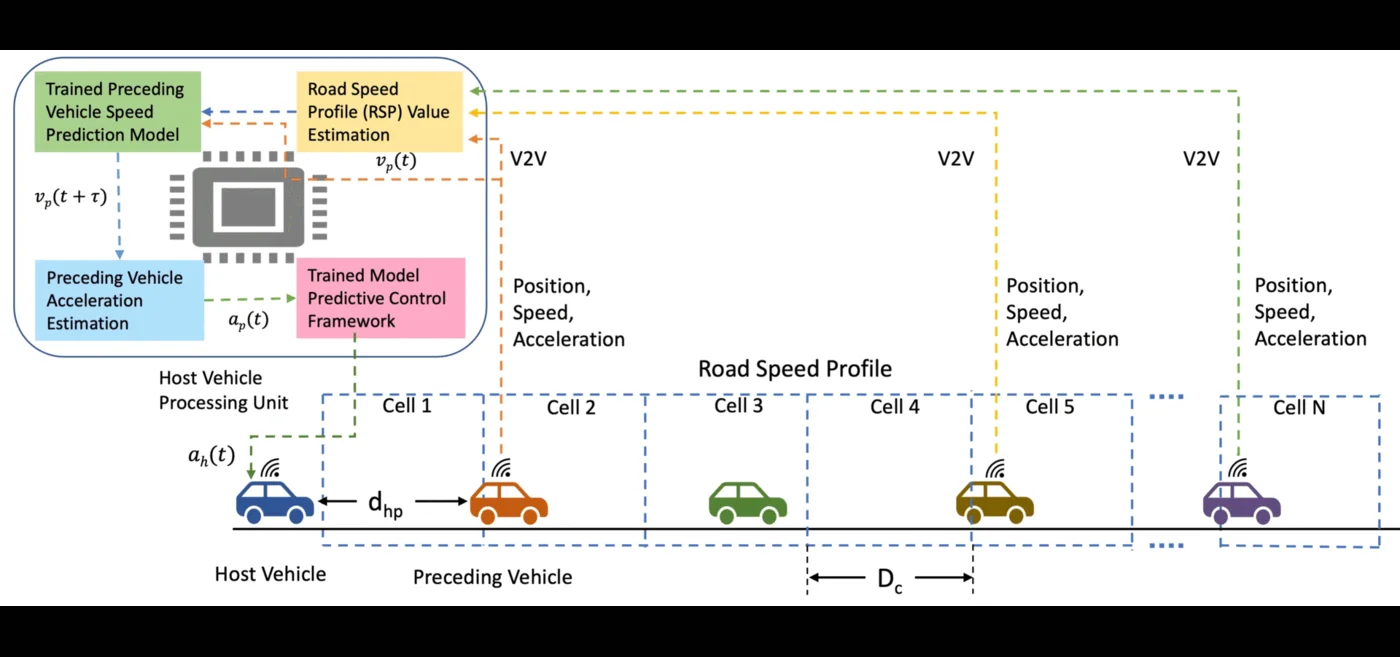 Trained Preceding
Vehicle Speed
Prediction Model
Road Speed
Profile (RSP) Value
Estimation
v_p(t)
V2V
V2V
V2V
v_p(t + τ)
Preceding Vehicle
Acceleration
Estimation
a_p(t)
Trained Model
Predictive Control
Framework
Position,
Speed,
Acceleration
Position,
Speed,
Acceleration
Position,
Speed,
Acceleration
Host Vehicle
Processing Unit
Road Speed Profile
Cell 1
Cell 2
Cell 3
Cell 4
Cell 5
Cell N
a_h(t)
d_hp
Host Vehicle
Preceding Vehicle
D_c